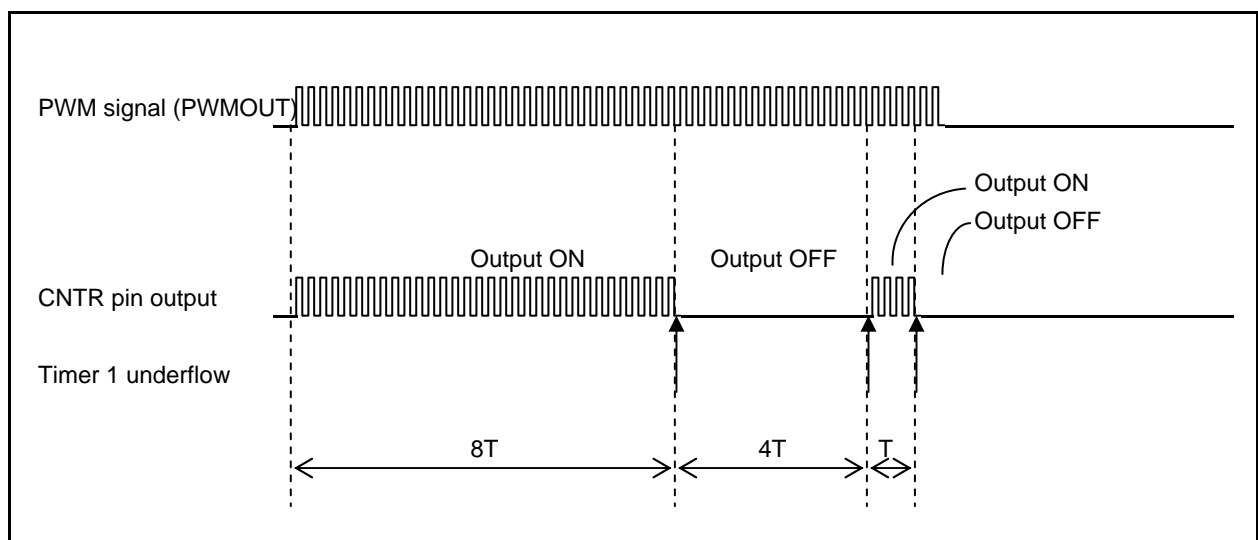 PWM signal (PWMOUT)
Output ON
Output OFF
Output ON
Output OFF
CNTR pin output
Timer 1 underflow
8T
4T
T